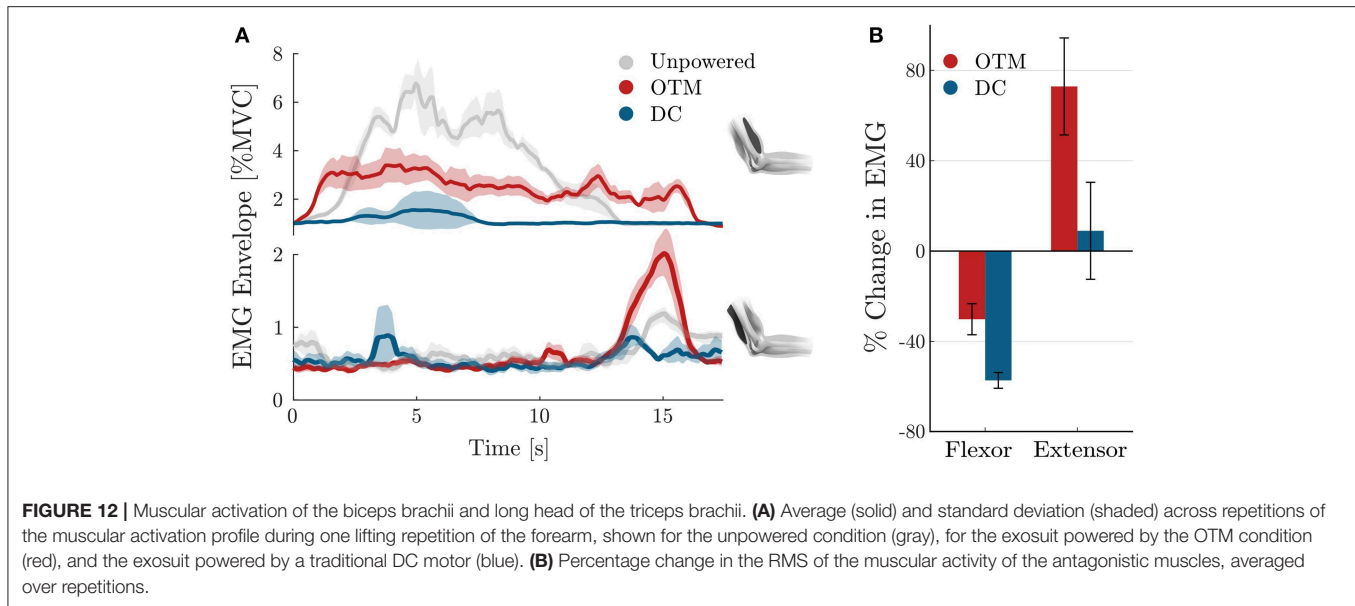 A
EMG Envelope [%MVC]
8
6
4
2
2
1
0
0
5
10
15
Time [s]
Unpowered
OTM
DC
B
% Change in EMG
80
40
0
-40
-80
OTM
DC
Flexor
Extensor
FIGURE 12 | Muscular activation of the biceps brachii and long head of the triceps brachii. (A) Average (solid) and standard deviation (shaded) across repetitions of
the muscular activation profile during one lifting repetition of the forearm, shown for the unpowered condition (gray), for the exosuit powered by the OTM condition
(red), and the exosuit powered by a traditional DC motor (blue). (B) Percentage change in the RMS of the muscular activity of the antagonistic muscles, averaged
over repetitions.